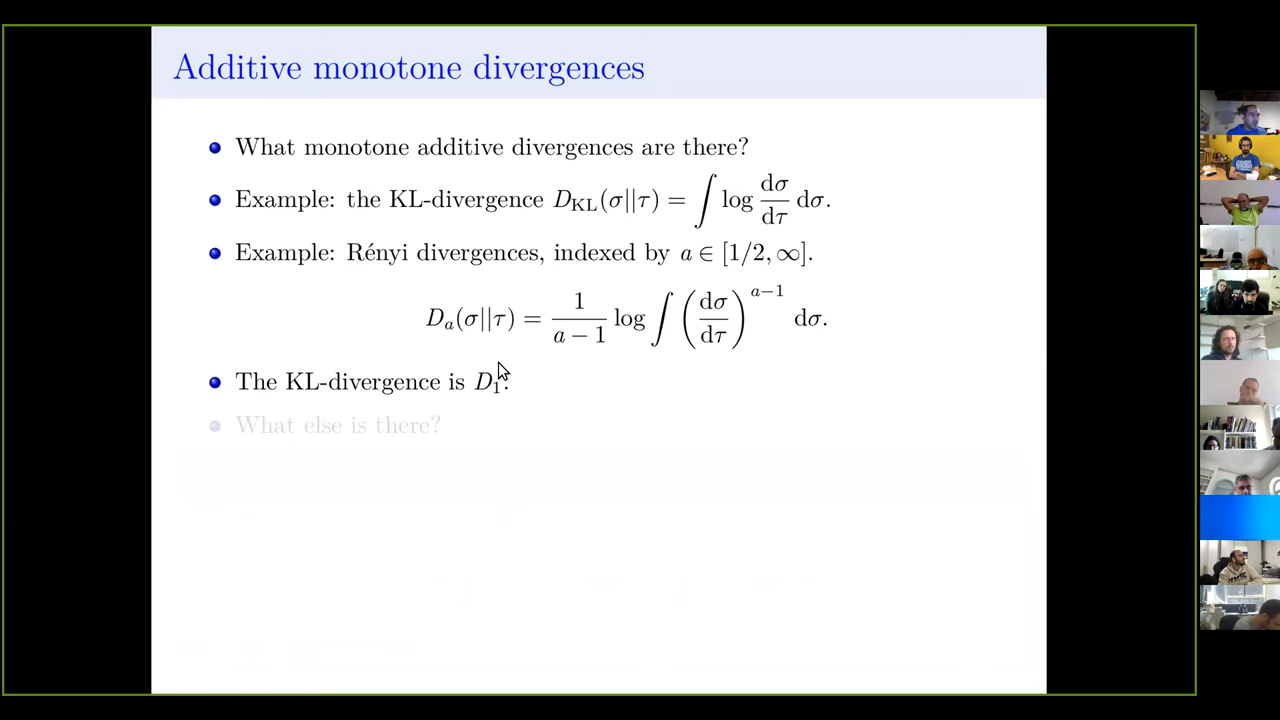 Additive monotone divergences
What monotone additive divergences are there?
Example: the KL-divergence D_KL(σ||τ) = ∫ log dσ/dτ dσ.
Example: Rényi divergences, indexed by a ∈ [1/2, ∞].
D_a(σ||τ) = 1/(a − 1) log ∫ (dσ/dτ)^{a−1} dσ.
The KL-divergence is D_1.
What else is there?